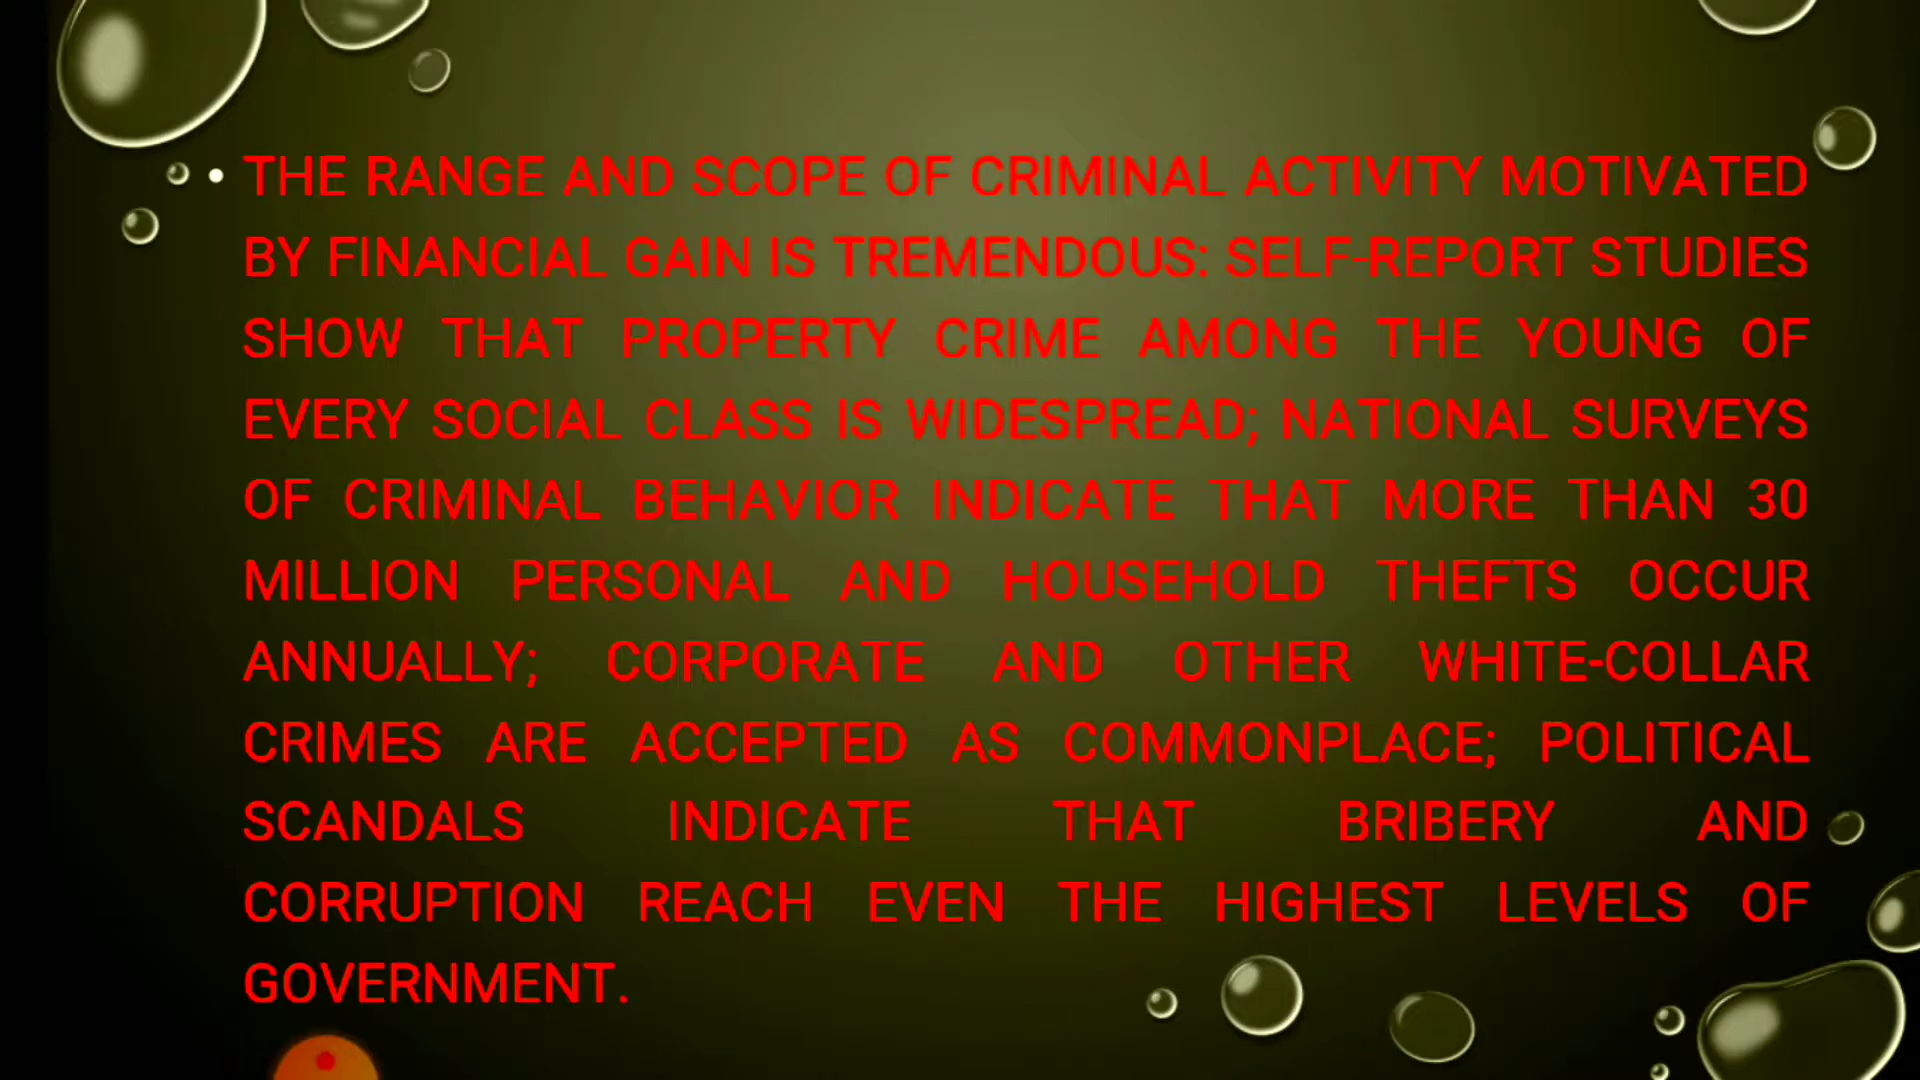 • THE RANGE AND SCOPE OF CRIMINAL ACTIVITY MOTIVATED
BY FINANCIAL GAIN IS TREMENDOUS: SELF-REPORT STUDIES
SHOW THAT PROPERTY CRIME AMONG THE YOUNG OF
EVERY SOCIAL CLASS IS WIDESPREAD; NATIONAL SURVEYS
OF CRIMINAL BEHAVIOR INDICATE THAT MORE THAN 30
MILLION PERSONAL AND HOUSEHOLD THEFTS OCCUR
ANNUALLY; CORPORATE AND OTHER WHITE-COLLAR
CRIMES ARE ACCEPTED AS COMMONPLACE; POLITICAL
SCANDALS INDICATE THAT BRIBERY AND
CORRUPTION REACH EVEN THE HIGHEST LEVELS OF
GOVERNMENT.